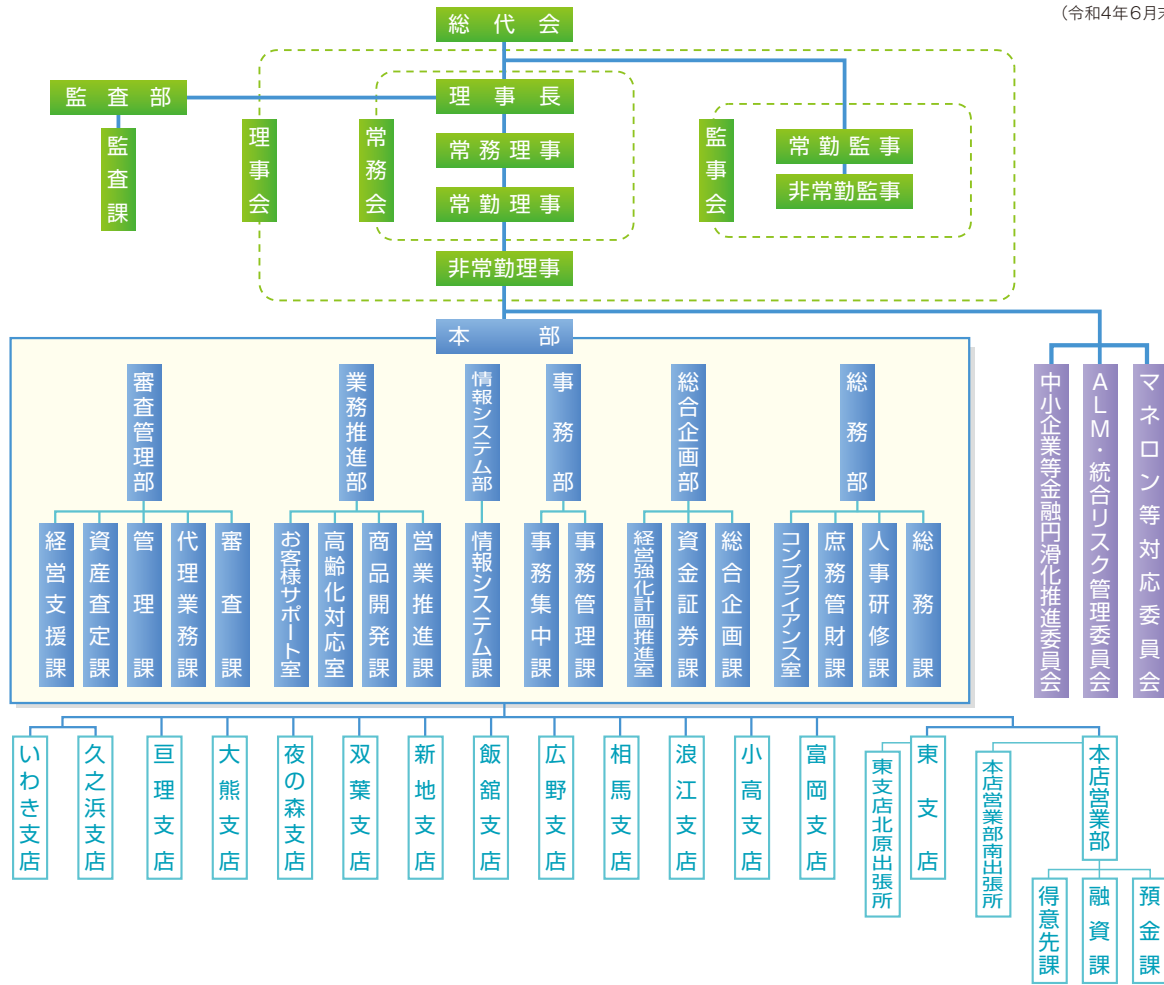 （令和4年6月末
総代会
監査部
理事長
監査課
理事会
常務会
監事会
常務理事
常勤監事
常勤理事
非常勤監事
非常勤理事
本部
審査管理部
業務推進部
情報システム部
事務部
総合企画部
総務部
中小企業等金融円滑化推進委員会
ALM・統合リスク管理委員会
マネロン等対応委員会
経営支援課
資産査定課
管理課
代理業務課
審査課
お客様サポート室
高齢化対応室
商品開発課
営業推進課
情報システム課
事務集中課
事務管理課
経営強化計画推進室
資金証券課
総合企画課
コンプライアンス室
庶務管財課
人事研修課
総務課
いわき支店
久之浜支店
亘理支店
大熊支店
夜の森支店
双葉支店
新地支店
飯舘支店
広野支店
相馬支店
浪江支店
小高支店
富岡支店
東支店北原出張所
東支店
本店営業部南出張所
本店営業部
得意先課
融資課
預金課